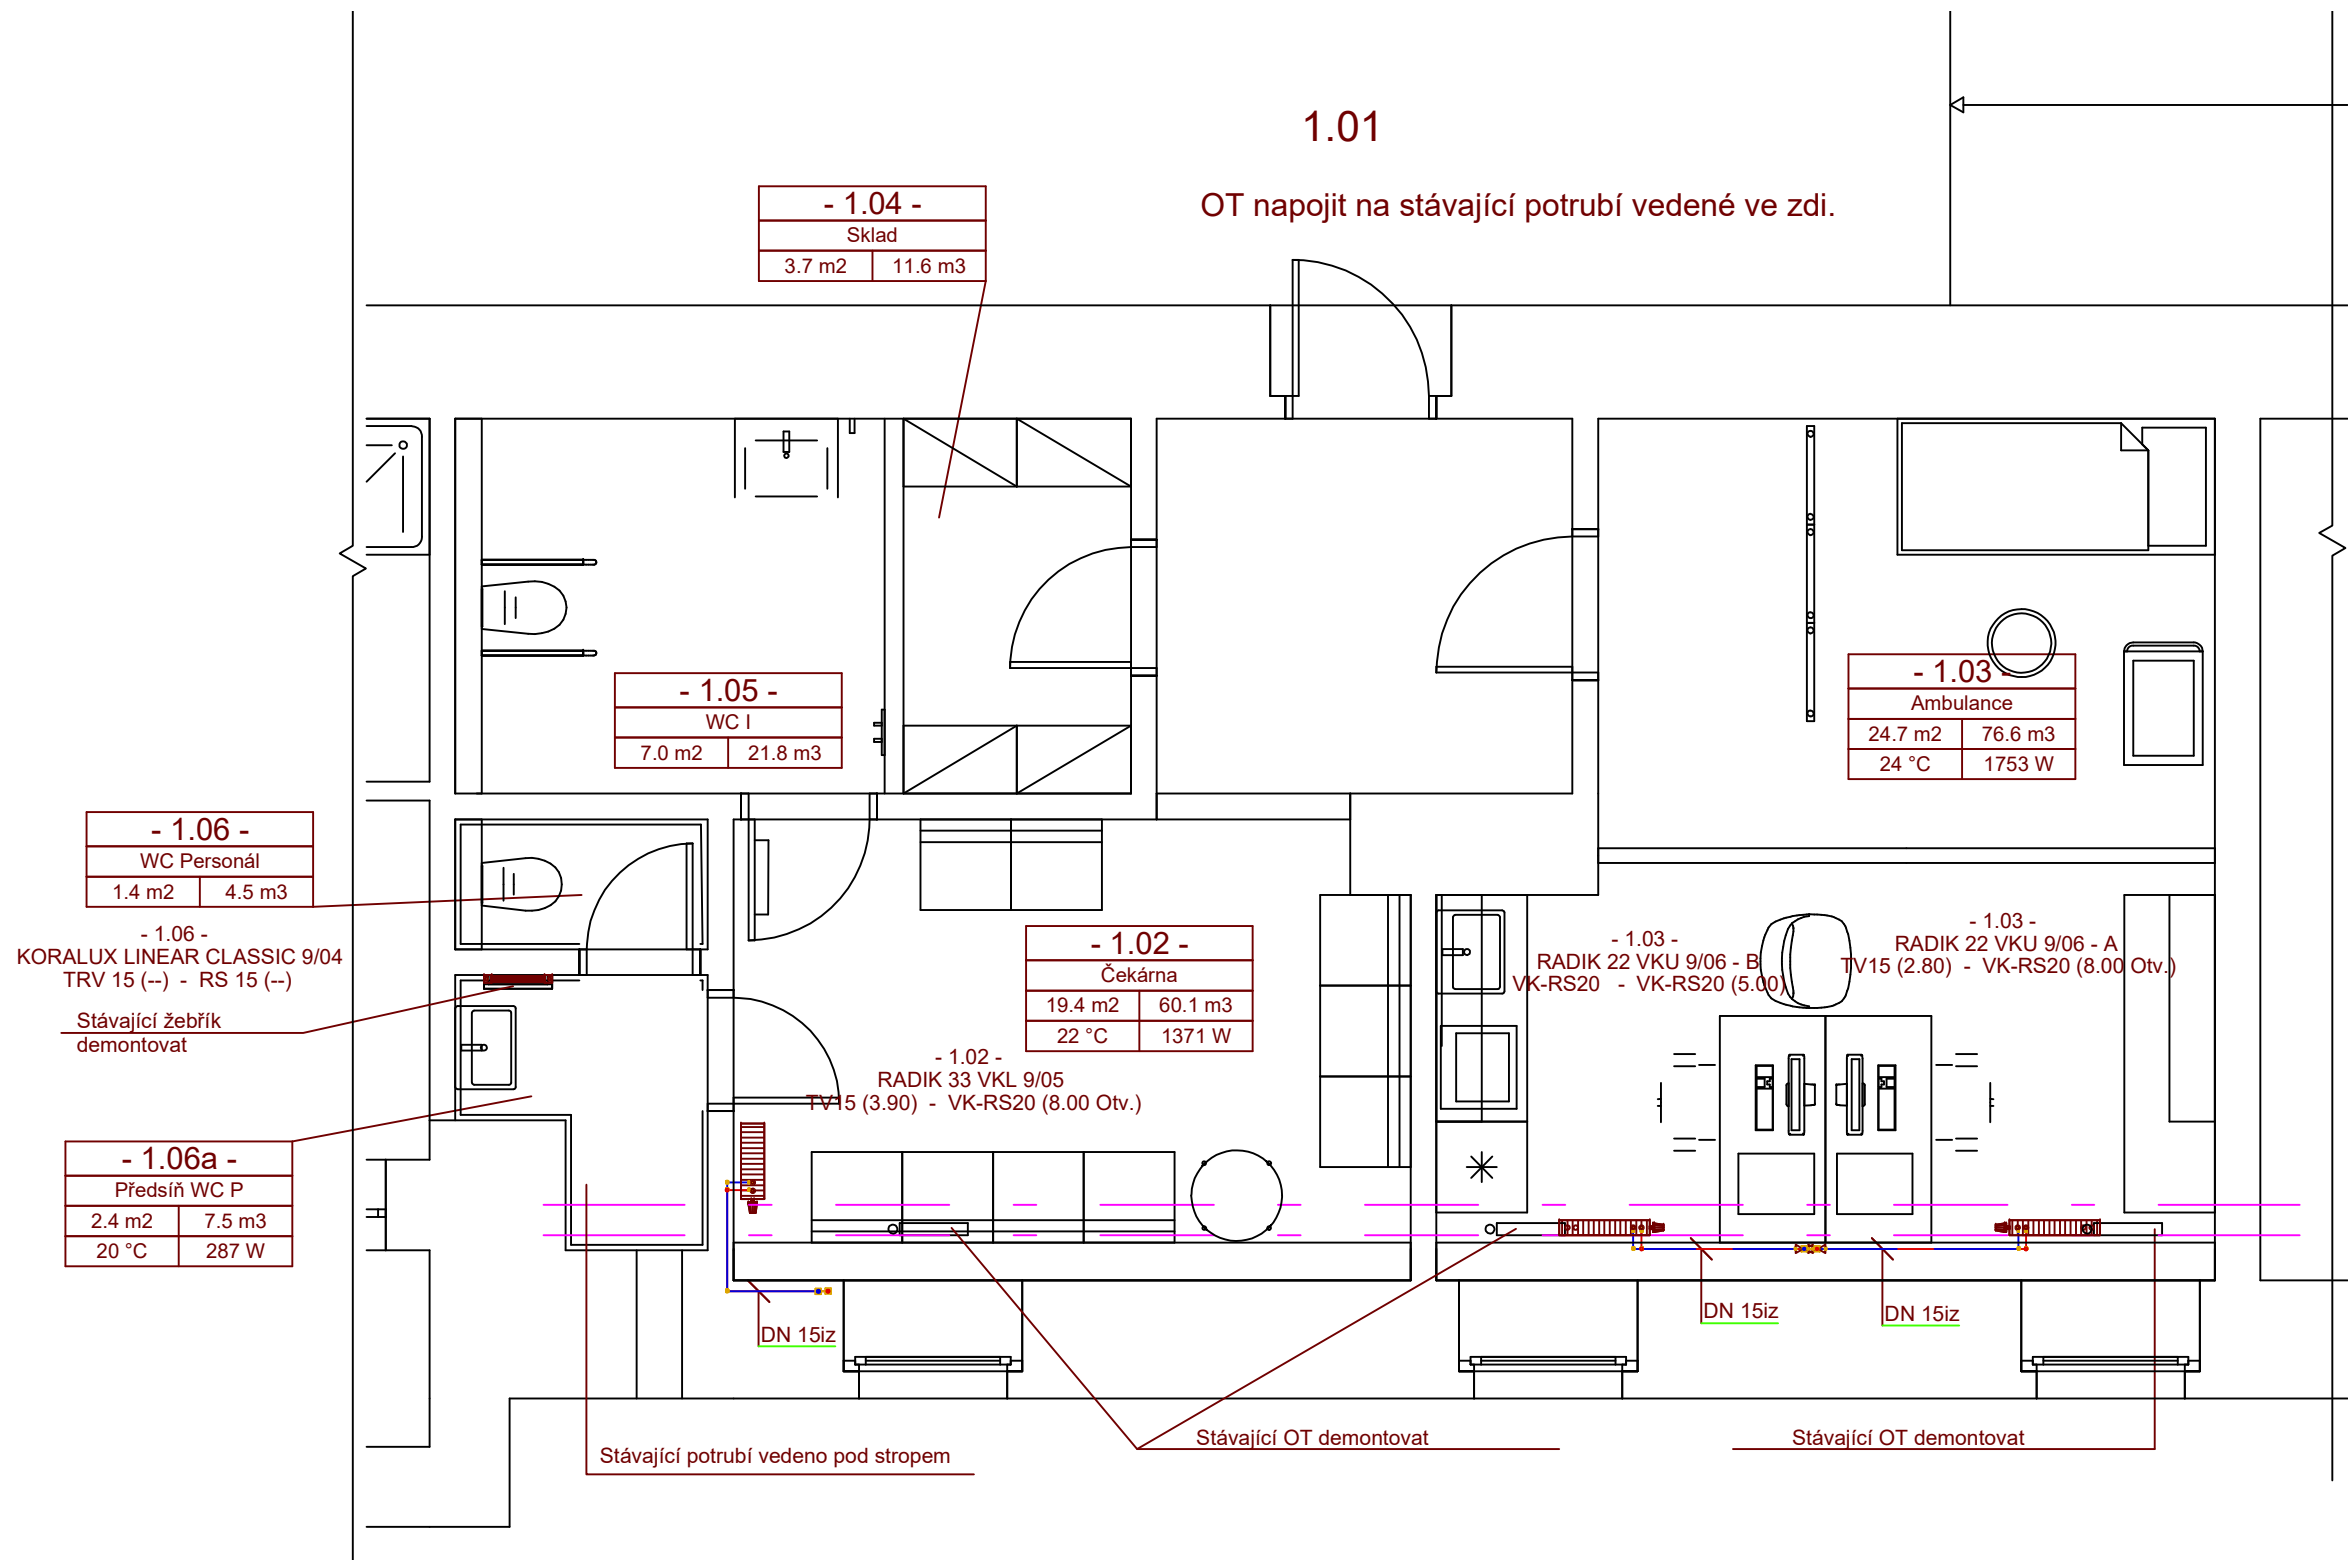 1.01
OT napojit na stávající potrubí vedené ve zdi.
- 1.04 -
Sklad
3.7 m2 11.6 m3
- 1.05 -
WC I
7.0 m2 21.8 m3
- 1.03 -
Ambulance
24.7 m2 76.6 m3
24 °C 1753 W
- 1.06 -
WC Personál
1.4 m2 4.5 m3
- 1.06 -
KORALUX LINEAR CLASSIC 9/04
TRV 15 (--) - RS 15 (--)
Stávající žebřík
demontovat
- 1.02 -
Čekárna
19.4 m2 60.1 m3
22 °C 1371 W
- 1.02 -
RADIK 33 VKL 9/05
TV15 (3.90) - VK-RS20 (8.00 Otv.)
- 1.03 -
RADIK 22 VKU 9/06 - B
VK-RS20 - VK-RS20 (5.00)
- 1.03 -
RADIK 22 VKU 9/06 - A
TV15 (2.80) - VK-RS20 (8.00 Otv.)
- 1.06a -
Předsíň WC P
2.4 m2 7.5 m3
20 °C 287 W
DN 15iz
DN 15iz
DN 15iz
Stávající potrubí vedeno pod stropem
Stávající OT demontovat
Stávající OT demontovat